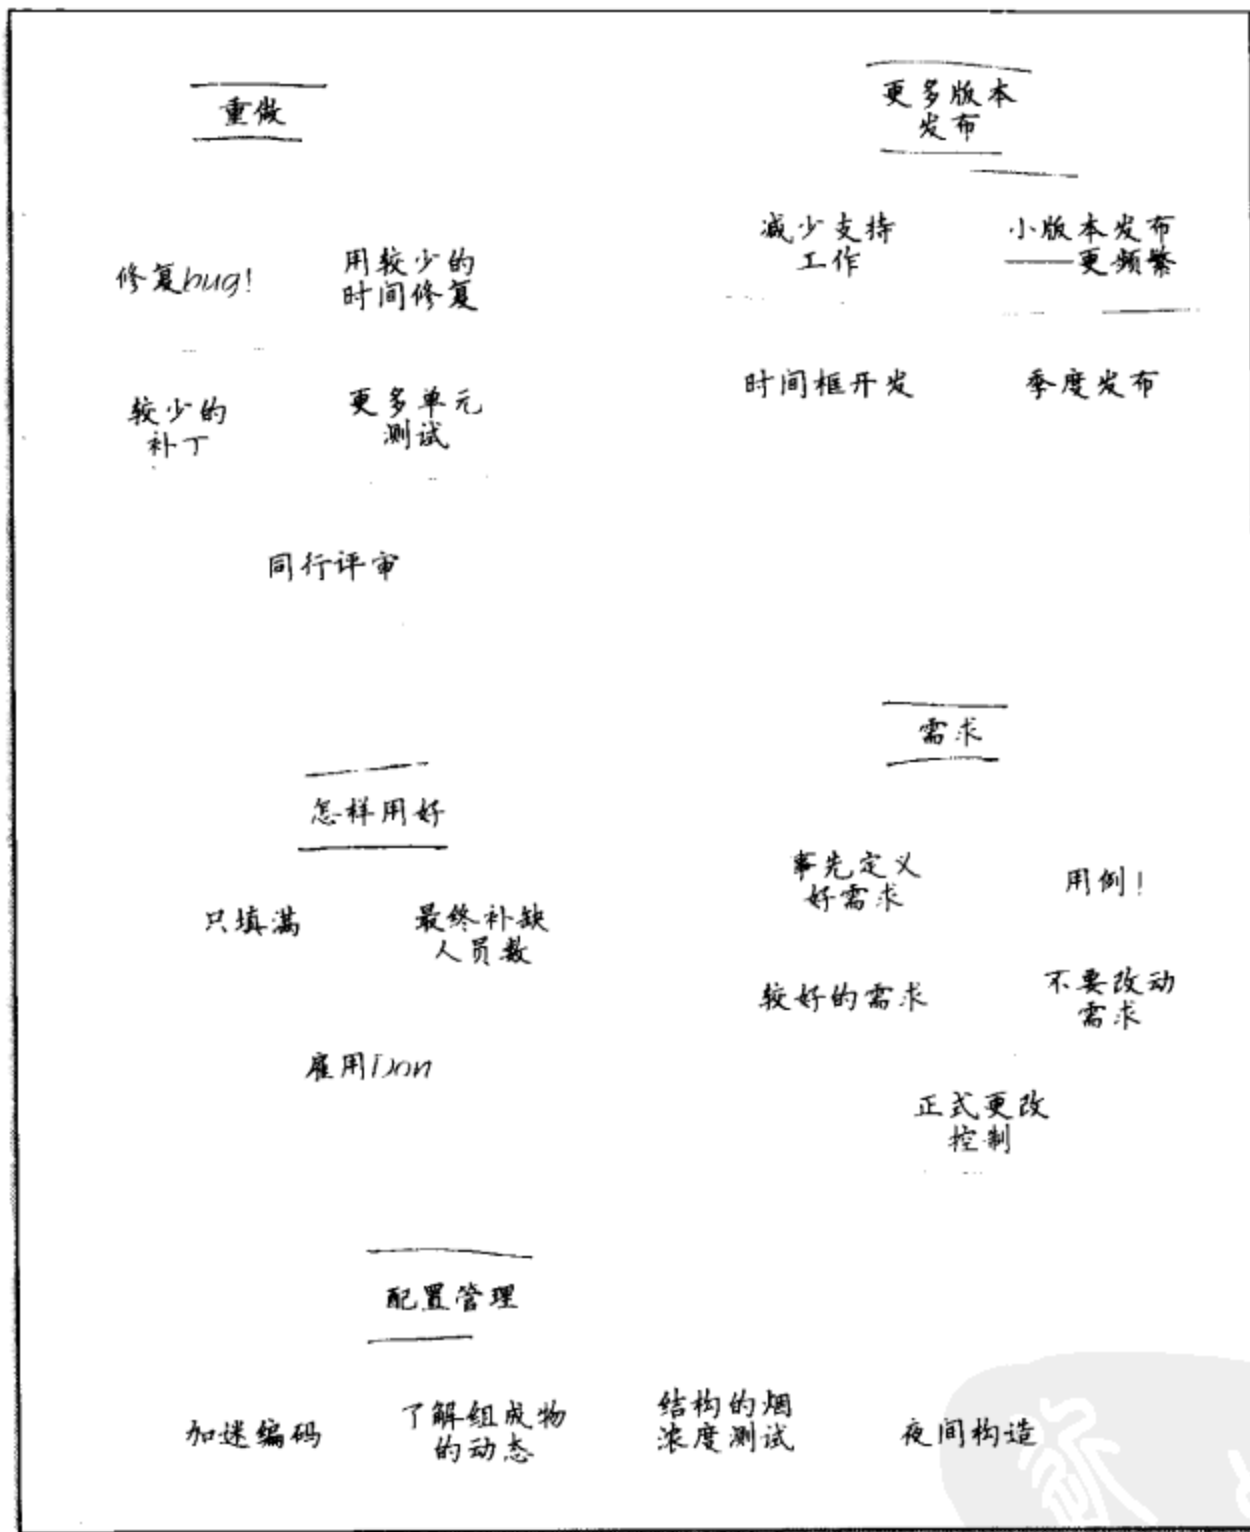 重做
修复bug!
用较少的
时间修复
较少的
补丁
更多单元
测试
同行评审
更多版本
发布
减少支持
工作
小版本发布
——更频繁
时间框开发
季度发布
怎样用好
只填满
最终补缺
人员数
雇用Don
需求
事先定义
好需求
用例!
较好的需求
不要改动
需求
正式更改
控制
配置管理
加迷编码
了解组成物
的动态
结构的烟
浓度测试
夜间构造